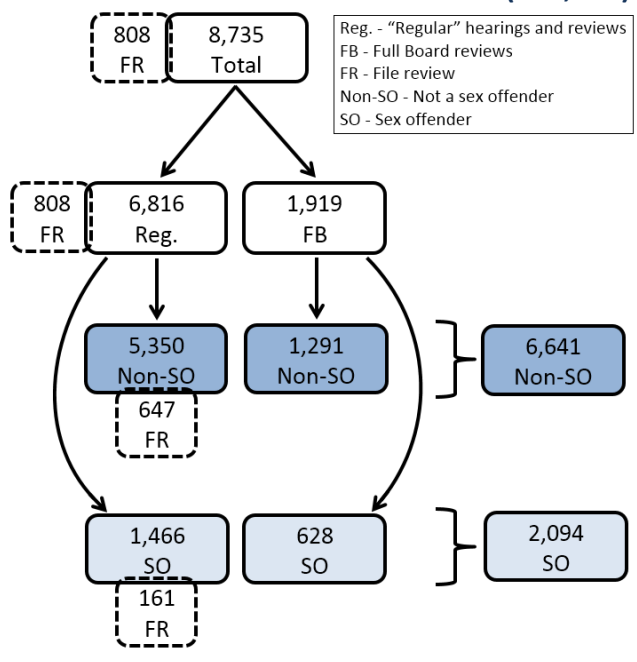 808
FR
8,735
Total
Reg. - “Regular” hearings and reviews
FB - Full Board reviews
FR - File review
Non-SO - Not a sex offender
SO - Sex offender
808
FR
6,816
Reg.
1,919
FB
5,350
Non-SO
647
FR
1,291
Non-SO
6,641
Non-SO
1,466
SO
161
FR
628
SO
2,094
SO